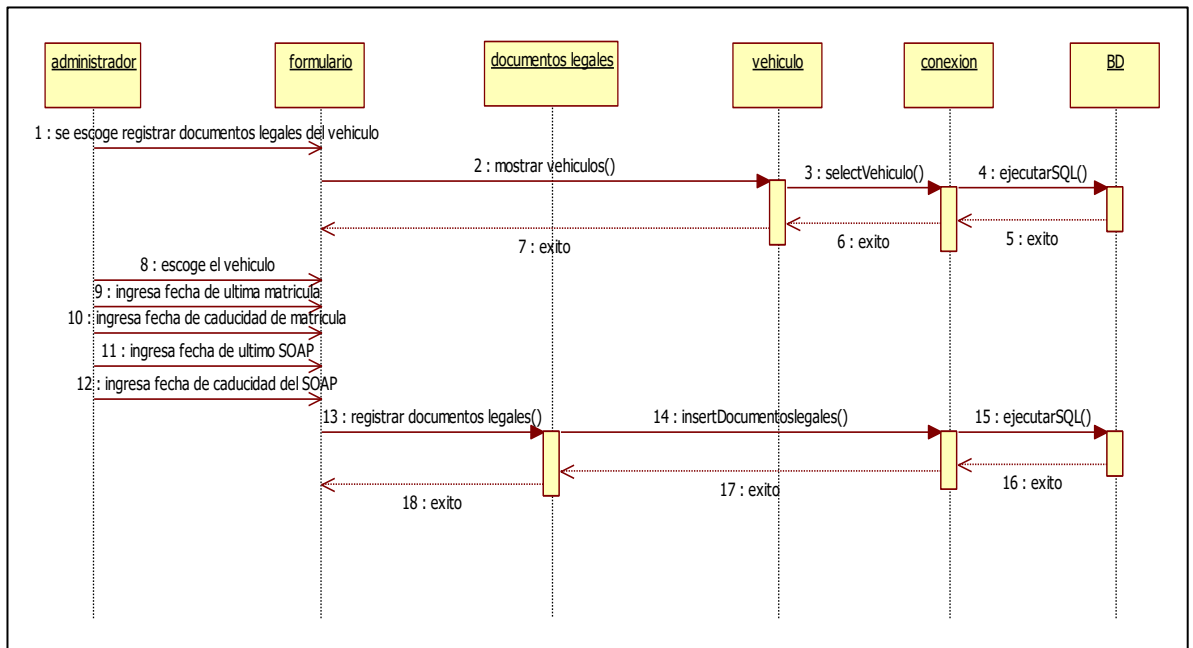 administrador
formulario
documentos legales
vehiculo
conexion
BD
1 : se escoge registrar documentos legales del vehiculo
2 : mostrar vehiculos()
3 : selectVehiculo()
4 : ejecutarSQL()
5 : exito
6 : exito
7 : exito
8 : escoge el vehiculo
9 : ingresa fecha de ultima matricula
10 : ingresa fecha de caducidad de matricula
11 : ingresa fecha de ultimo SOAP
12 : ingresa fecha de caducidad del SOAP
13 : registrar documentos legales()
14 : insertDocumentoslegales()
15 : ejecutarSQL()
16 : exito
17 : exito
18 : exito